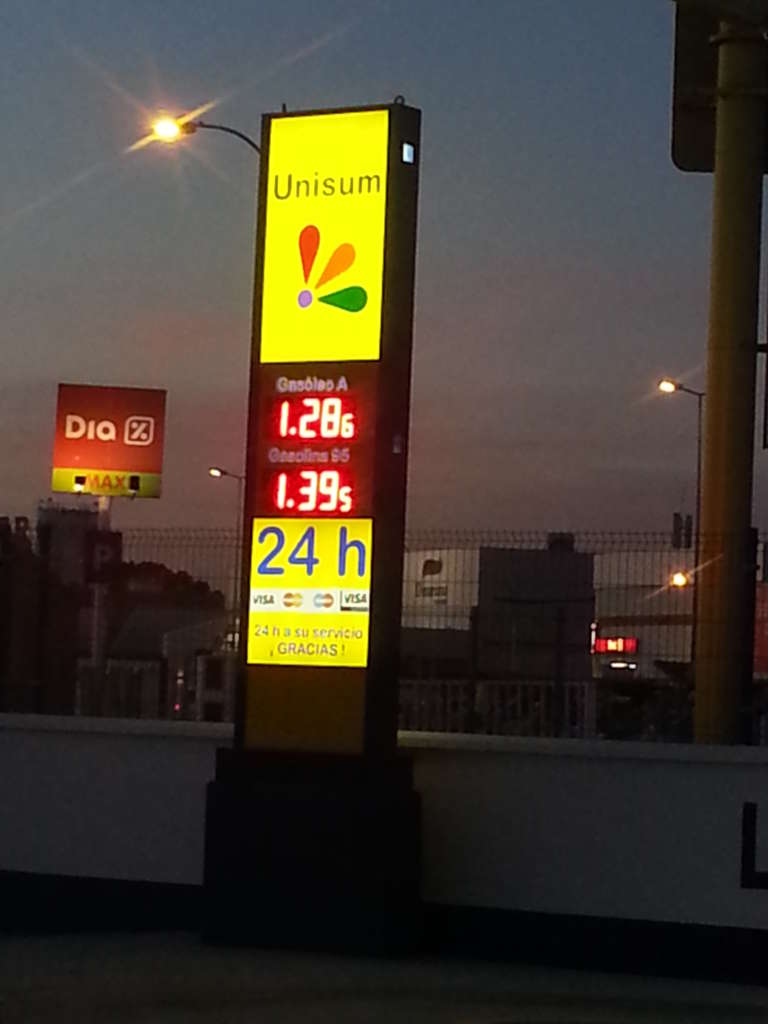 Unisum
Gasóleo A
1.286
Gasolina 95
1.395
24 h
VISA VISA
24 h a su servicio
¡ GRACIAS !
Dia %
MAXI
P